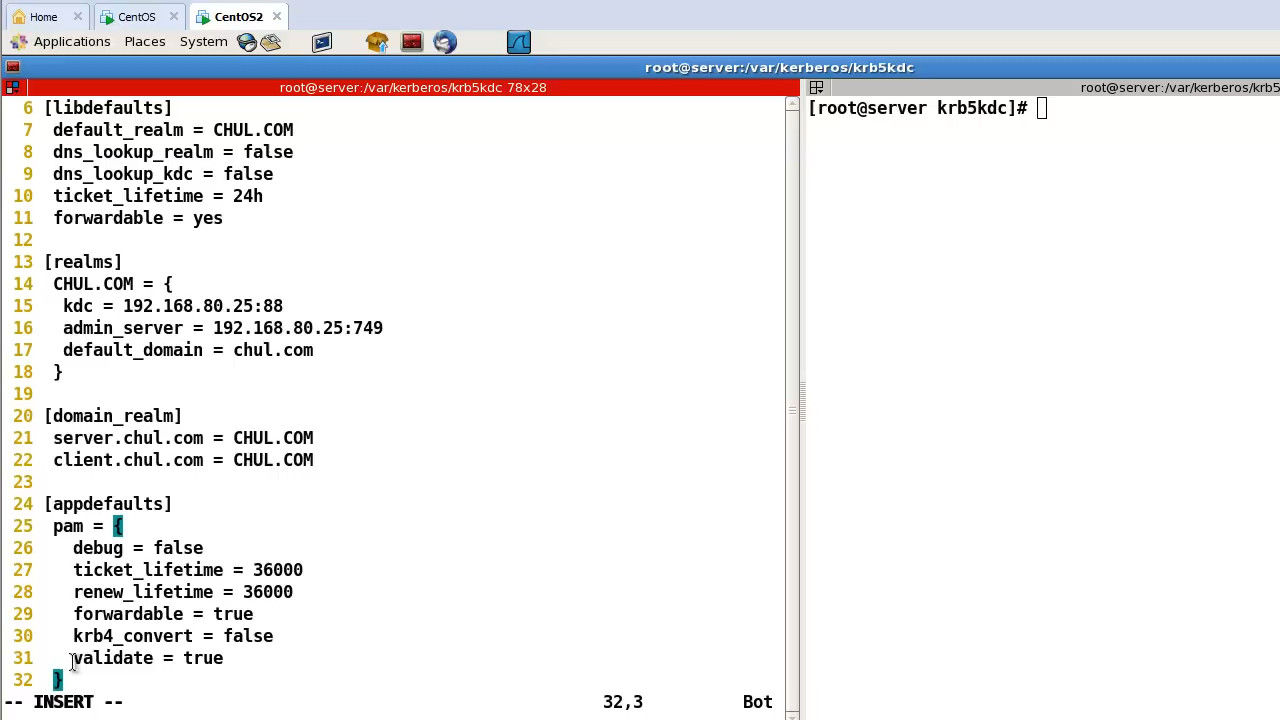 Home CentOS CentOS2
Applications Places System
root@server:/var/kerberos/krb5kdc
root@server:/var/kerberos/krb5kdc 78x28
root@server:/var/kerberos/krb5
6 [libdefaults]
7 default_realm = CHUL.COM
8 dns_lookup_realm = false
9 dns_lookup_kdc = false
10 ticket_lifetime = 24h
11 forwardable = yes
12
13 [realms]
14 CHUL.COM = {
15 kdc = 192.168.80.25:88
16 admin_server = 192.168.80.25:749
17 default_domain = chul.com
18 }
19
20 [domain_realm]
21 server.chul.com = CHUL.COM
22 client.chul.com = CHUL.COM
23
24 [appdefaults]
25 pam = {
26 debug = false
27 ticket_lifetime = 36000
28 renew_lifetime = 36000
29 forwardable = true
30 krb4_convert = false
31 validate = true
32 }
-- INSERT -- 32,3 Bot
[root@server krb5kdc]#